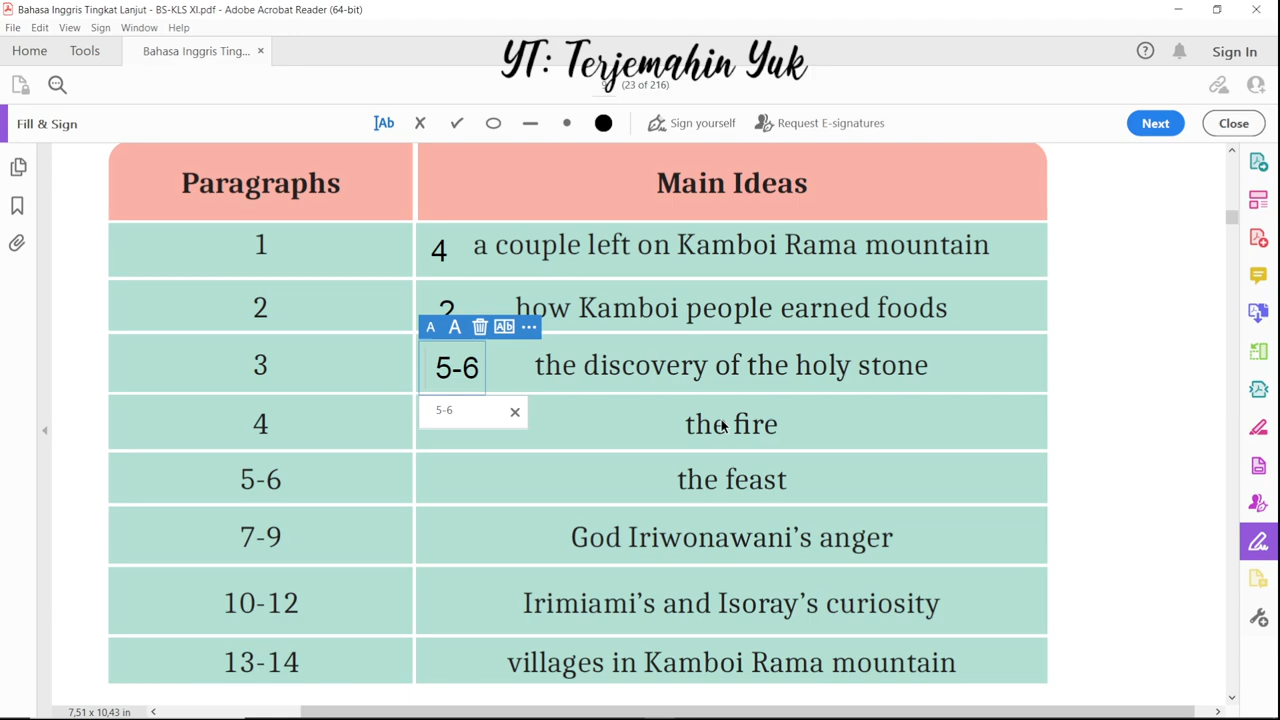 Bahasa Inggris Tingkat Lanjut - BS-KLS XI.pdf - Adobe Acrobat Reader (64-bit)
File Edit View Sign Window Help
Home Tools Bahasa Inggris Ting... × Sign In
YT: Terjemahin Yuk
(23 of 216)
Fill & Sign Ab Sign yourself Request E-signatures Next Close
Paragraphs Main Ideas
1 4 a couple left on Kamboi Rama mountain
2 2 how Kamboi people earned foods
A A Ab ...
3 5-6 the discovery of the holy stone
5-6
4 the fire
5-6 the feast
7-9 God Iriwonawani’s anger
10-12 Irimiami’s and Isoray’s curiosity
13-14 villages in Kamboi Rama mountain
7,51 x 10,43 in